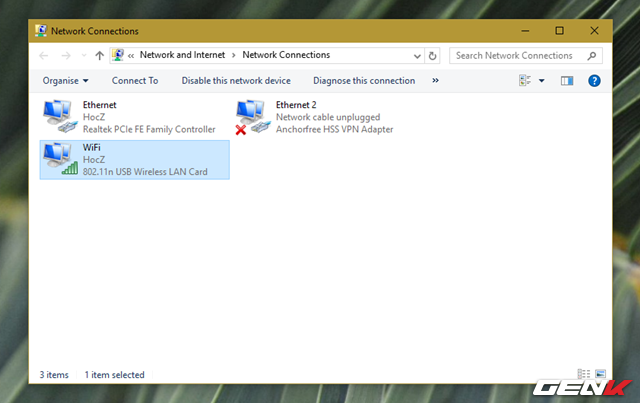 Network Connections
« Network and Internet > Network Connections
Search Network Connections
Organise
Connect To
Disable this network device
Diagnose this connection
»
Ethernet
HocZ
Realtek PCIe FE Family Controller
Ethernet 2
Network cable unplugged
Anchorfree HSS VPN Adapter
WiFi
HocZ
802.11n USB Wireless LAN Card
3 items
1 item selected
GENK